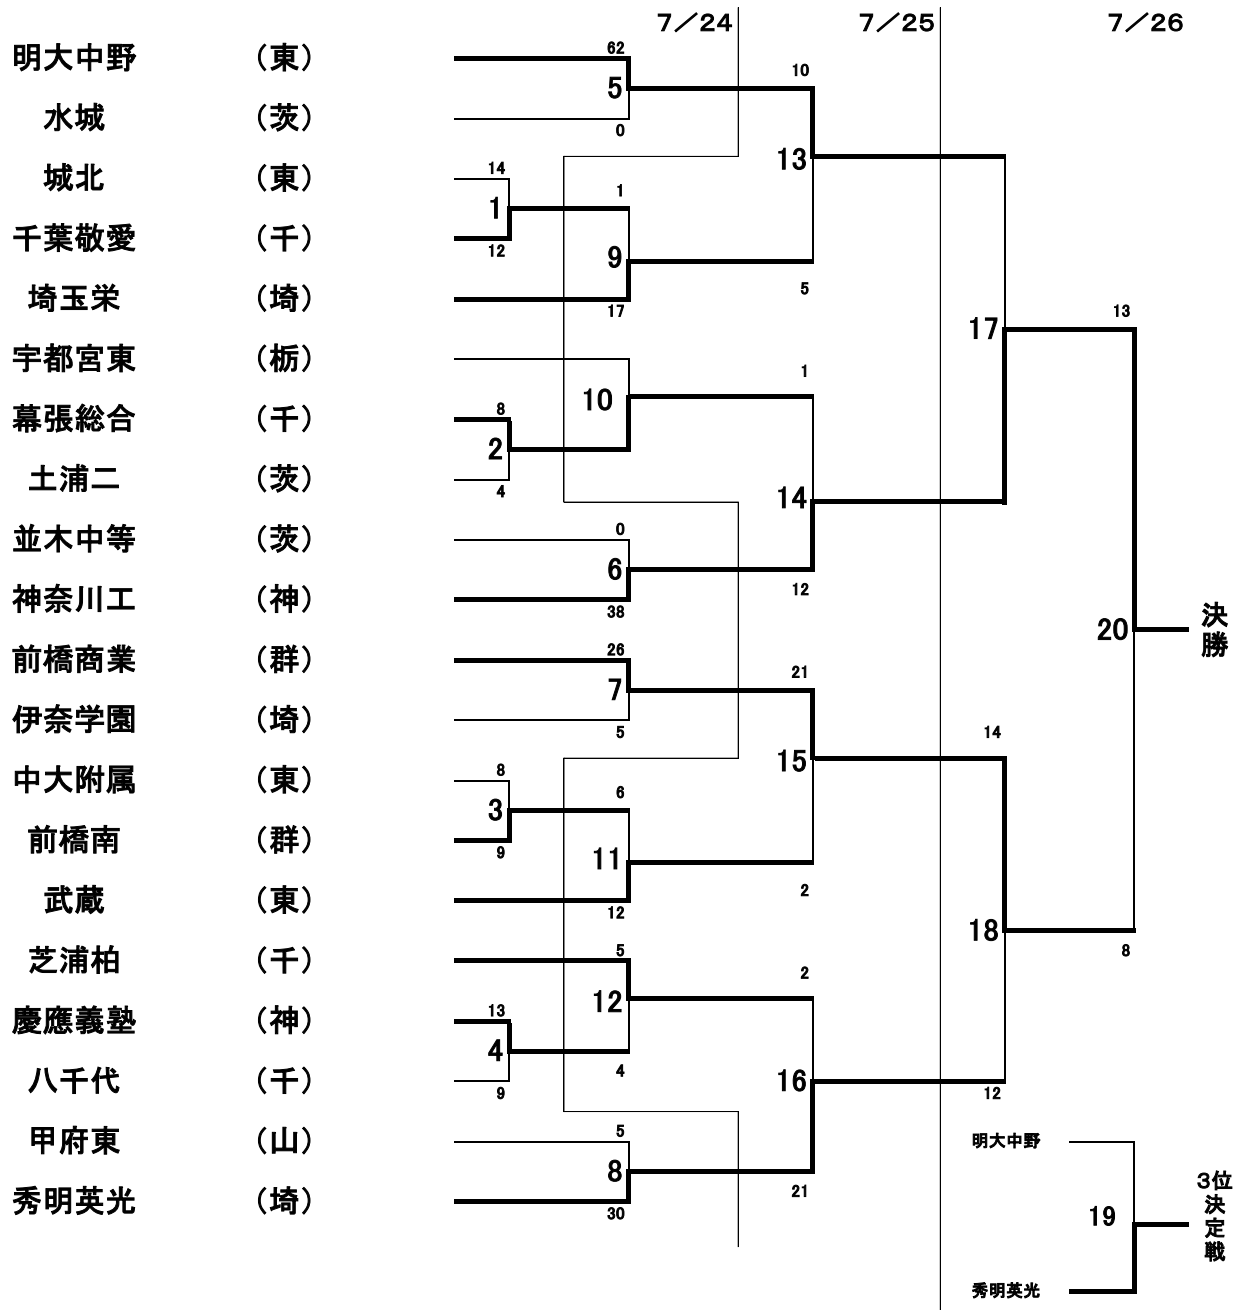 7／24 7／25 7／26
明大中野 （東） 62
10
5
水城 （茨） 0
13
城北 （東） 14
1
1
千葉敬愛 （千） 12
9
5
埼玉栄 （埼） 17
17
13
宇都宮東 （栃）
1
10
幕張総合 （千） 8
2
土浦二 （茨） 4
14
並木中等 （茨） 0
6
12
神奈川工 （神） 38
20
決勝
前橋商業 （群） 26
21
7
伊奈学園 （埼） 5
14
15
中大附属 （東） 8
6
3
前橋南 （群） 9
11
2
武蔵 （東） 12
18
8
芝浦柏 （千） 5
2
12
慶應義塾 （神） 13
4
4
八千代 （千） 9
16
12
甲府東 （山） 5
8
21
秀明英光 （埼） 30
明大中野
19
3位決定戦
秀明英光